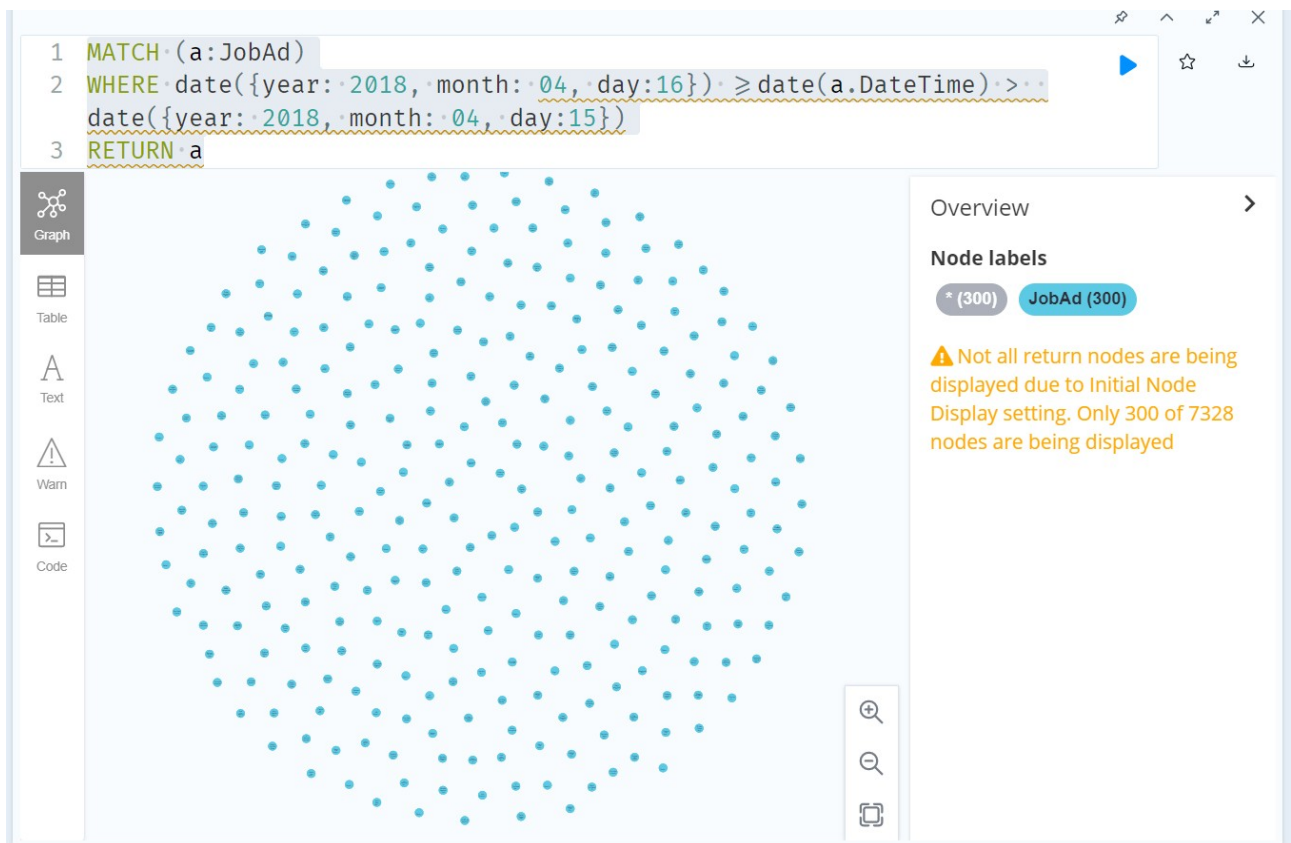 1 MATCH (a:JobAd)
2 WHERE date({year: 2018, month: 04, day:16}) ≥ date(a.DateTime) >
date({year: 2018, month: 04, day:15})
3 RETURN a
Graph
Table
Text
Warn
Code
Overview
Node labels
* (300) JobAd (300)
Not all return nodes are being
displayed due to Initial Node
Display setting. Only 300 of 7328
nodes are being displayed